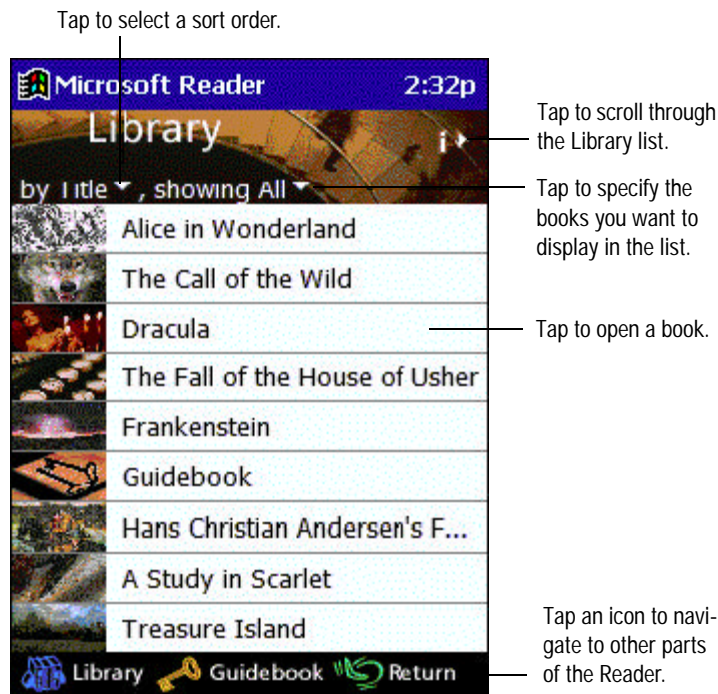 Tap to select a sort order.
Microsoft Reader 2:32p
Library
Tap to scroll through
the Library list.
by Title , showing All
Tap to specify the
books you want to
display in the list.
Alice in Wonderland
The Call of the Wild
Dracula
Tap to open a book.
The Fall of the House of Usher
Frankenstein
Guidebook
Hans Christian Andersen's F...
A Study in Scarlet
Treasure Island
Library Guidebook Return
Tap an icon to navi-
gate to other parts
of the Reader.